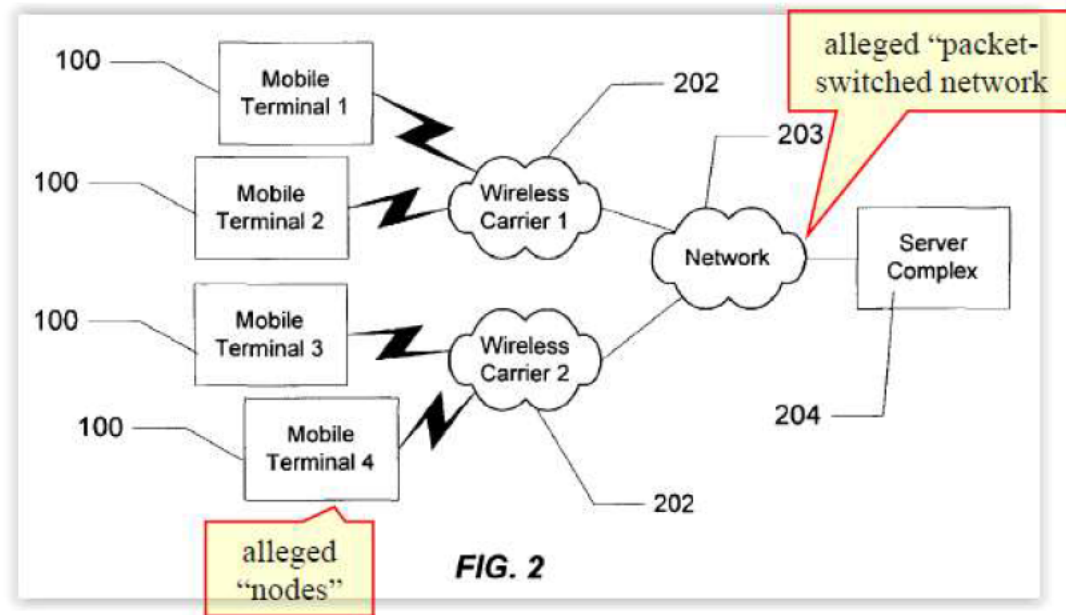 100
Mobile
Terminal 1
100
Mobile
Terminal 2
100
Mobile
Terminal 3
100
Mobile
Terminal 4
alleged
“nodes”
202
Wireless
Carrier 1
Wireless
Carrier 2
202
203
Network
alleged “packet-
switched network
Server
Complex
204
FIG. 2